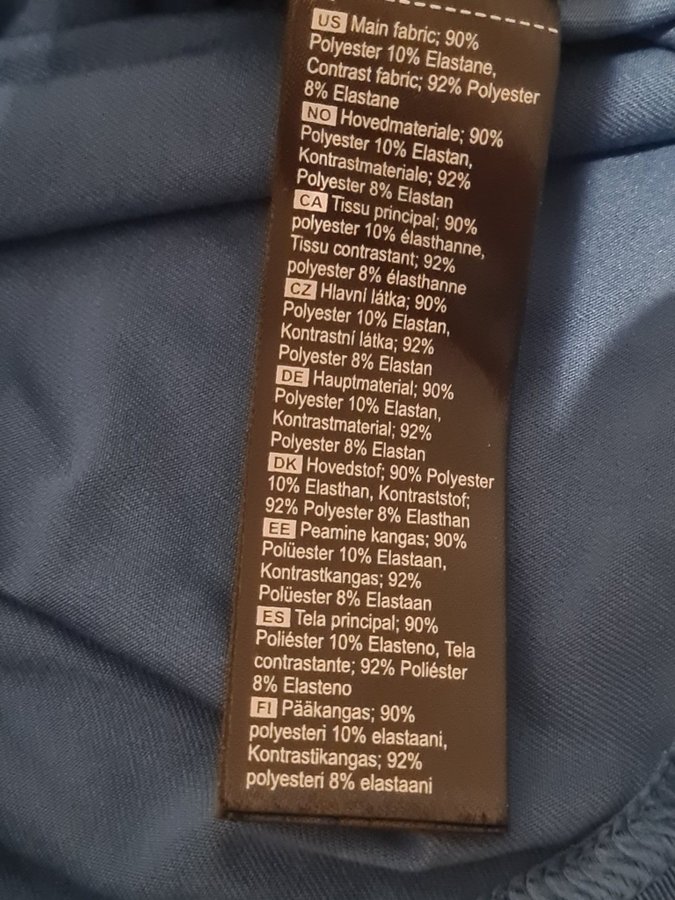 US Main fabric; 90%
Polyester 10% Elastane,
Contrast fabric; 92% Polyester
8% Elastane
NO Hovedmateriale; 90%
Polyester 10% Elastan,
Kontrastmateriale; 92%
Polyester 8% Elastan
CA Tissu principal; 90%
polyester 10% élasthanne,
Tissu contrastant; 92%
polyester 8% élasthanne
CZ Hlavní látka; 90%
Polyester 10% Elastan,
Kontrastní látka; 92%
Polyester 8% Elastan
DE Hauptmaterial; 90%
Polyester 10% Elastan,
Kontrastmaterial; 92%
Polyester 8% Elastan
DK Hovedstof; 90% Polyester
10% Elasthan, Kontraststof;
92% Polyester 8% Elasthan
EE Peamine kangas; 90%
Polüester 10% Elastaan,
Kontrastkangas; 92%
Polüester 8% Elastaan
ES Tela principal; 90%
Poliéster 10% Elasteno, Tela
contrastante; 92% Poliéster
8% Elasteno
FI Pääkangas; 90%
polyesteri 10% elastaani,
Kontrastikangas; 92%
polyesteri 8% elastaani